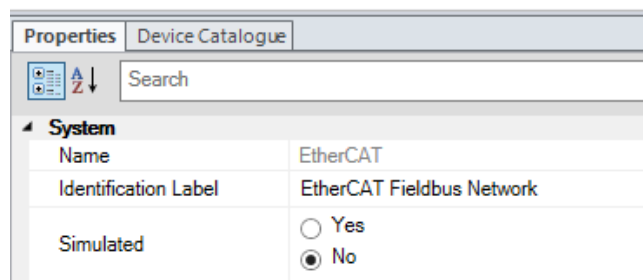 Properties Device Catalogue
A Z Search
System
Name EtherCAT
Identification Label EtherCAT Fieldbus Network
Simulated
Yes
No